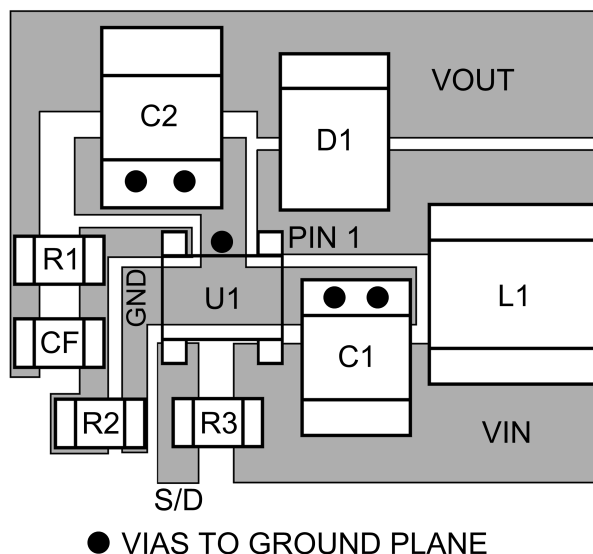 C2
VOUT
D1
PIN 1
R1
L1
GND
U1
CF
C1
R2
R3
VIN
S/D
VIAS TO GROUND PLANE